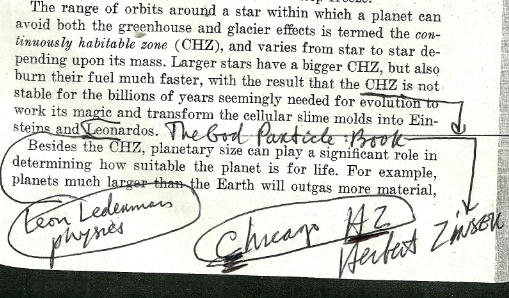 The range of orbits around a star within which a planet can
avoid both the greenhouse and glacier effects is termed the con-
tinuously habitable zone (CHZ), and varies from star to star de-
pending upon its mass. Larger stars have a bigger CHZ, but also
burn their fuel much faster, with the result that the CHZ is not
stable for the billions of years seemingly needed for evolution to
work its magic and transform the cellular slime molds into Ein-
steins and Leonardos. The God Particle: Book
Besides the CHZ, planetary size can play a significant role in
determining how suitable the planet is for life. For example,
planets much larger than the Earth will outgas more material,
Leon Lederman
physics
Chicago HZ
Herbert Zinser